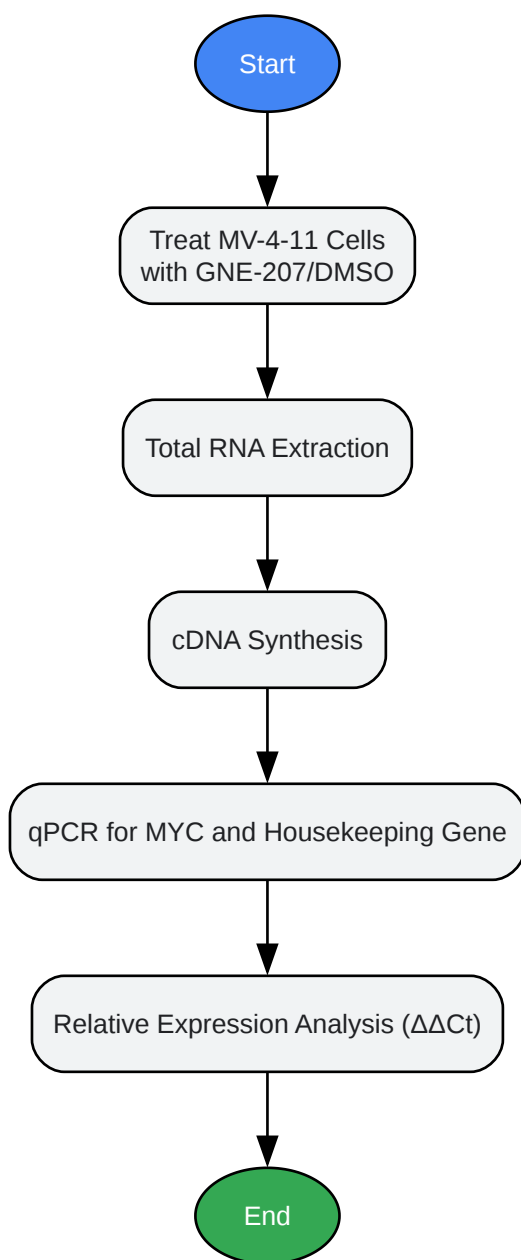 Start
Treat MV-4-11 Cells
with GNE-207/DMSO
Total RNA Extraction
cDNA Synthesis
qPCR for MYC and Housekeeping Gene
Relative Expression Analysis (ΔΔCt)
End